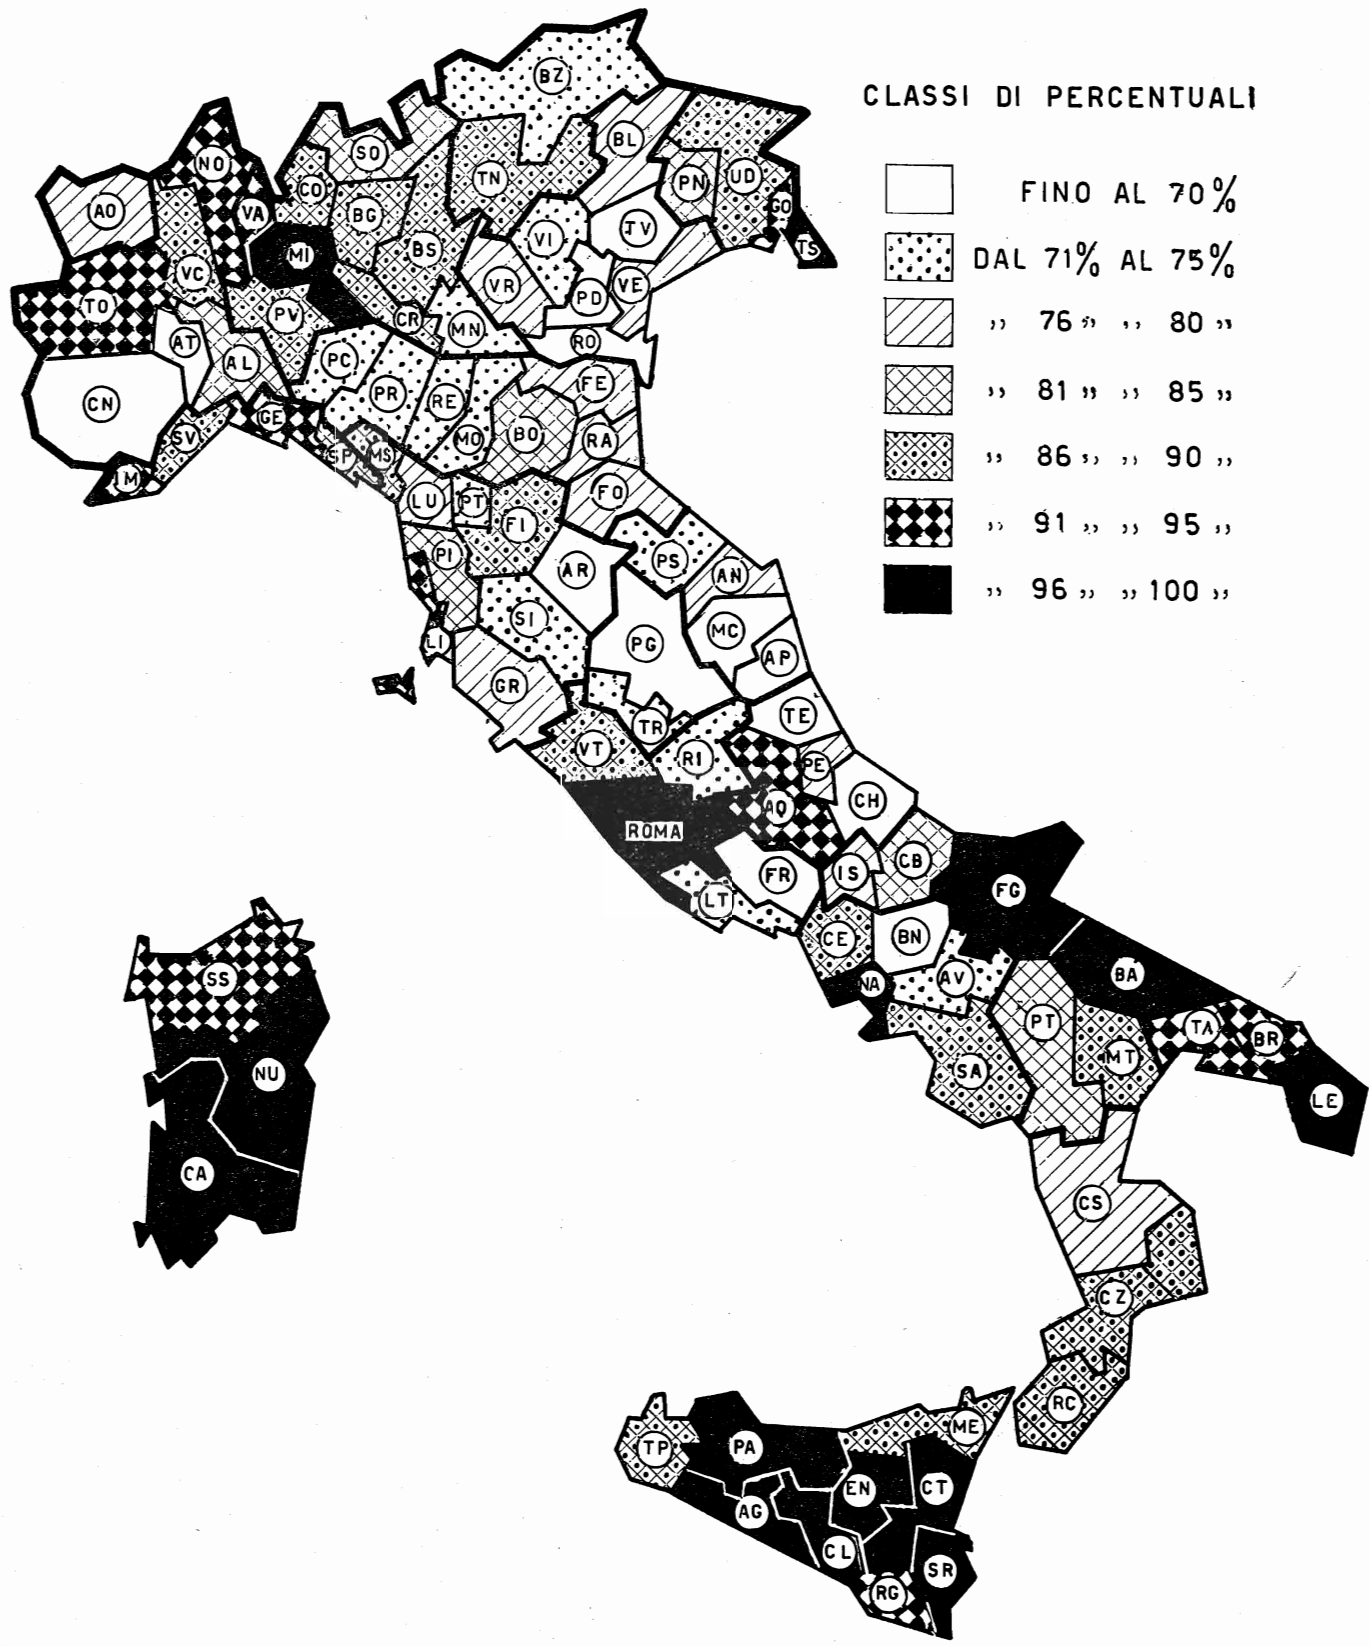 CLASSI DI PERCENTUALI
FINO AL 70%
DAL 71% AL 75%
„ 76 „ „ 80 „
„ 81 „ „ 85 „
„ 86 „ „ 90 „
„ 91 „ „ 95 „
„ 96 „ „ 100 „
BZ
BL
SO
NO
TN
UD
PN
CO
AO
VA
BG
GO
TV
VI
BS
TS
MI
VC
VR
VE
PD
TO
PV
CR
MN
AT
RO
PC
AL
FE
PR
RE
CN
GE
SV
MO
BO
RA
SP
MS
IM
LU
PT
FO
FI
PI
PS
AR
AN
SI
MC
LI
PG
AP
GR
TE
TR
VT
RI
PE
CH
AQ
ROMA
CB
IS
FR
FG
LT
CE
BN
BA
AV
NA
SS
PT
TA
BR
MT
SA
NU
LE
CA
CS
CZ
RC
ME
TP
PA
EN
CT
AG
CL
SR
RG